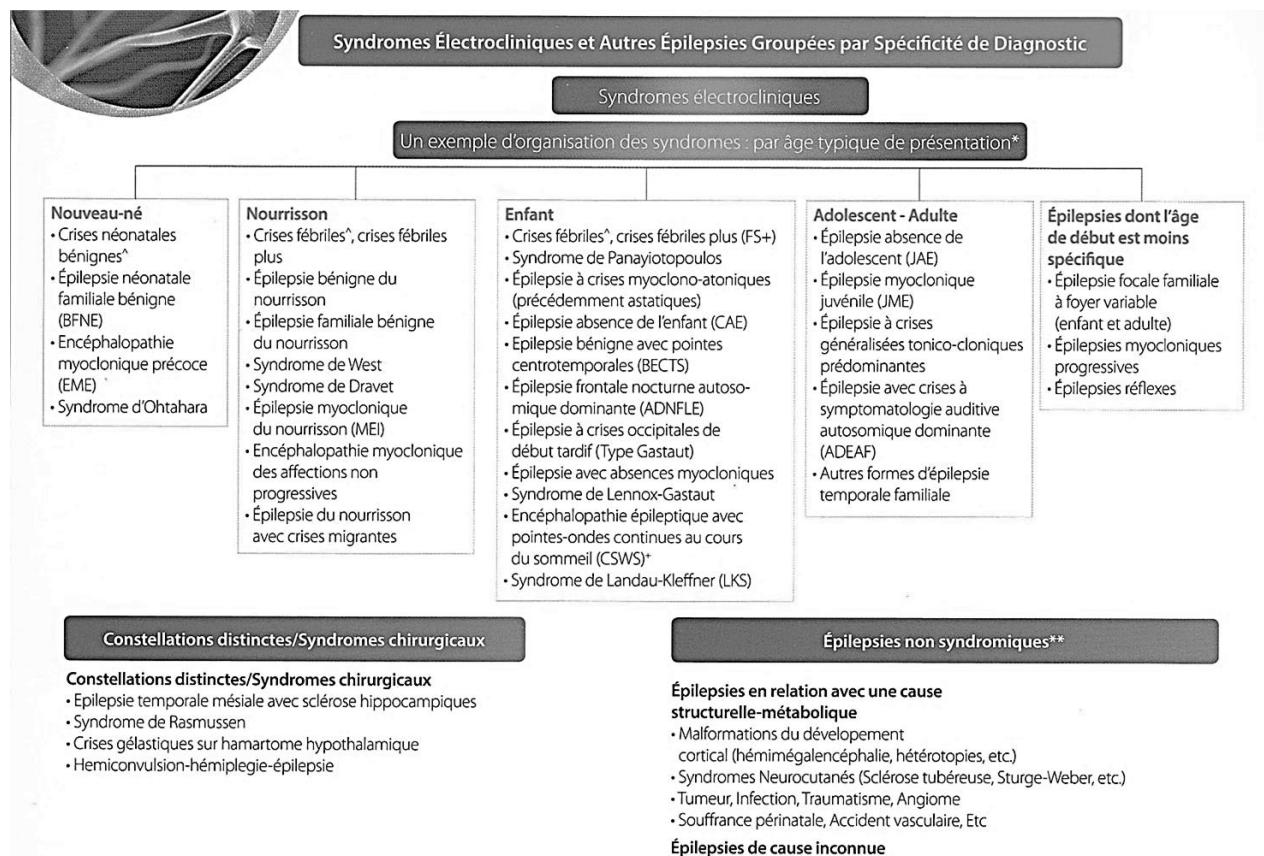 Syndromes Électrocliniques et Autres Épilepsies Groupées par Spécificité de Diagnostic
Syndromes électrocliniques
Un exemple d'organisation des syndromes : par âge typique de présentation*
Nouveau-né
• Crises néonatales
bénignes^
• Épilepsie néonatale
familiale bénigne
(BFNE)
• Encéphalopathie
myoclonique précoce
(EME)
• Syndrome d'Ohtahara
Nourrisson
• Crises fébriles^, crises fébriles
plus
• Épilepsie bénigne du
nourrisson
• Épilepsie familiale bénigne
du nourrisson
• Syndrome de West
• Syndrome de Dravet
• Épilepsie myoclonique
du nourrisson (MEI)
• Encéphalopathie myoclonique
des affections non
progressives
• Épilepsie du nourrisson
avec crises migrantes
Enfant
• Crises fébriles^, crises fébriles plus (FS+)
• Syndrome de Panayiotopoulos
• Épilepsie à crises myoclono-atoniques
(précédemment astatiques)
• Épilepsie absence de l'enfant (CAE)
• Epilepsie bénigne avec pointes
centrotemporales (BECTS)
• Épilepsie frontale nocturne autoso-
mique dominante (ADNFLE)
• Épilepsie à crises occipitales de
début tardif (Type Gastaut)
• Épilepsie avec absences myocloniques
• Syndrome de Lennox-Gastaut
• Encéphalopathie épileptique avec
pointes-ondes continues au cours
du sommeil (CSWS)+
• Syndrome de Landau-Kleffner (LKS)
Adolescent - Adulte
• Épilepsie absence de
l'adolescent (JAE)
• Épilepsie myoclonique
juvénile (JME)
• Épilepsie à crises
généralisées tonico-cloniques
prédominantes
• Épilepsie avec crises à
symptomatologie auditive
autosomique dominante
(ADEAF)
• Autres formes d'épilepsie
temporale familiale
Épilepsies dont l'âge
de début est moins
spécifique
• Épilepsie focale familiale
à foyer variable
(enfant et adulte)
• Épilepsies myocloniques
progressives
• Épilepsies réflexes
Constellations distinctes/Syndromes chirurgicaux
Constellations distinctes/Syndromes chirurgicaux
• Epilepsie temporale mésiale avec sclérose hippocampiques
• Syndrome de Rasmussen
• Crises gélastiques sur hamartome hypothalamique
• Hemiconvulsion-hémiplegie-épilepsie
Épilepsies non syndromiques**
Épilepsies en relation avec une cause
structurelle-métabolique
• Malformations du dévelopement
cortical (hémimégalencéphalie, hétérotopies, etc.)
• Syndromes Neurocutanés (Sclérose tubéreuse, Sturge-Weber, etc.)
• Tumeur, Infection, Traumatisme, Angiome
• Souffrance périnatale, Accident vasculaire, Etc
Épilepsies de cause inconnue